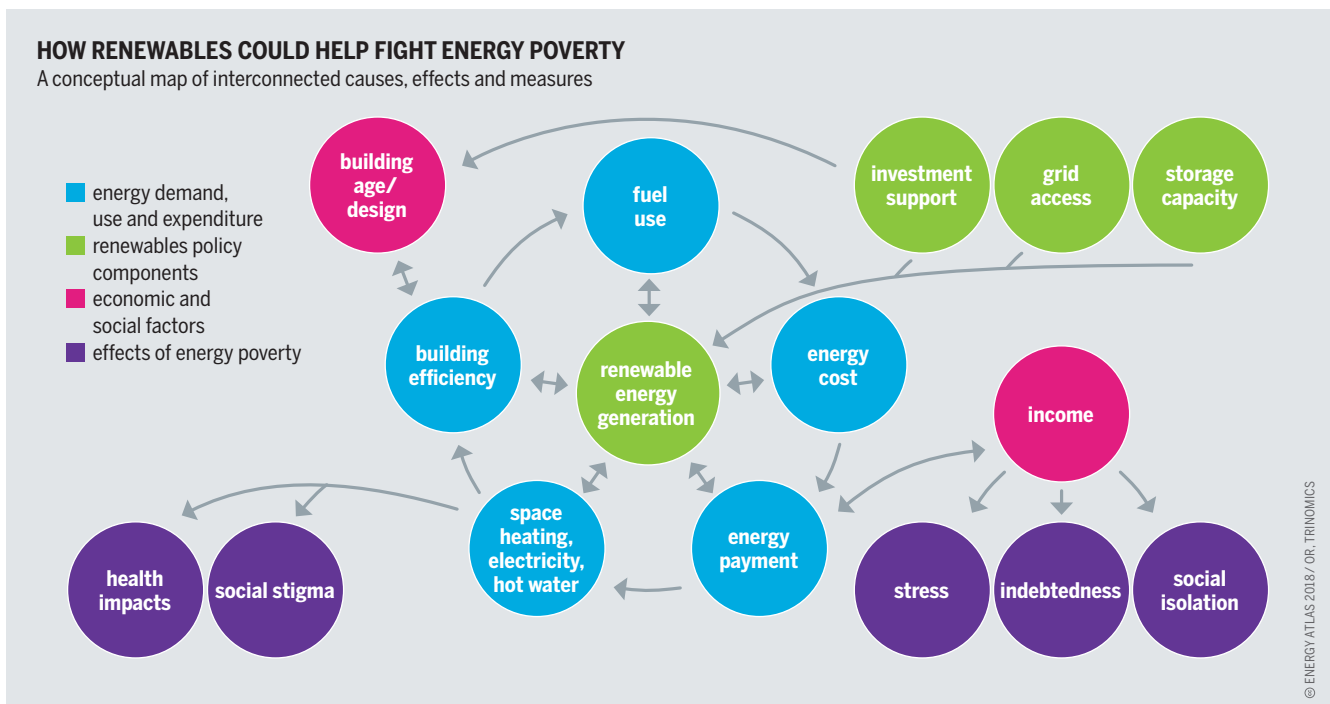 HOW RENEWABLES COULD HELP FIGHT ENERGY POVERTY
A conceptual map of interconnected causes, effects and measures
energy demand,
use and expenditure
renewables policy
components
economic and
social factors
effects of energy poverty
building
age/
design
fuel
use
investment
support
grid
access
storage
capacity
building
efficiency
renewable
energy
generation
energy
cost
income
space
heating,
electricity,
hot water
energy
payment
health
impacts
social stigma
stress
indebtedness
social
isolation
ENERGY ATLAS 2018 / OR, TRINOMICS